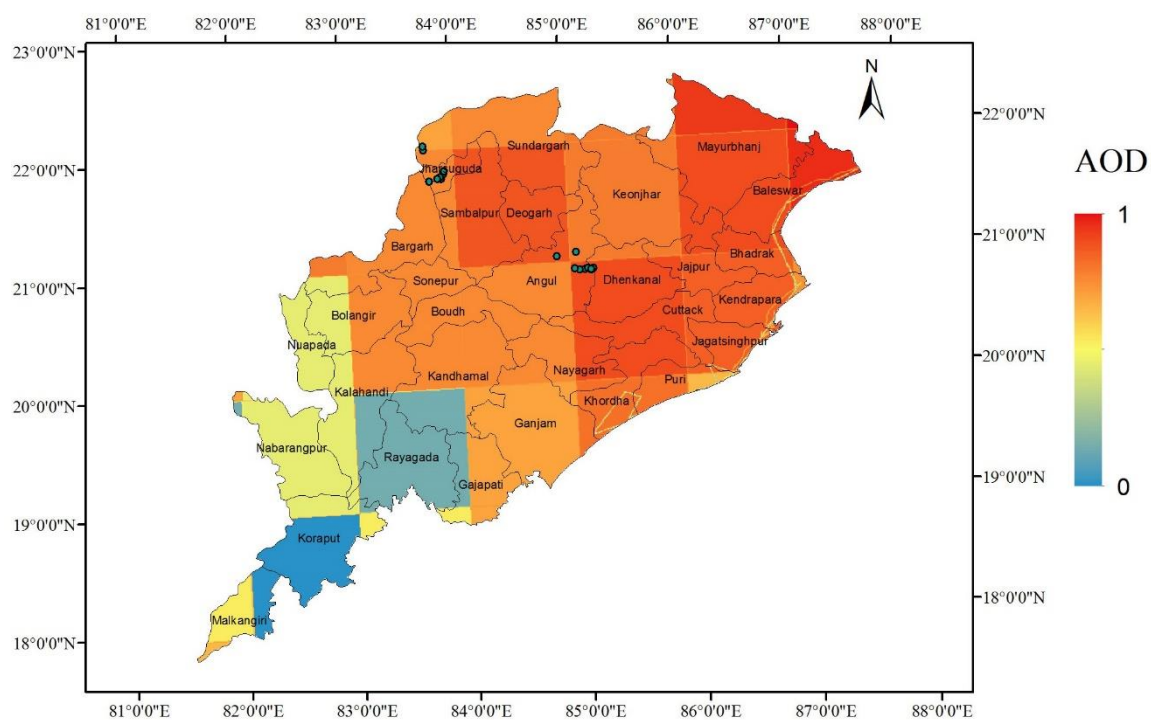 81°0'0"E 82°0'0"E 83°0'0"E 84°0'0"E 85°0'0"E 86°0'0"E 87°0'0"E 88°0'0"E
23°0'0"N
N
22°0'0"N
Mayurbhanj
Sundargarh
AOD
22°0'0"N
Jharsuguda
Keonjhar
Baleswar
1
Sambalpur
Deogarh
21°0'0"N
Bargarh
Bhadrak
Jajpur
21°0'0"N
Sonepur
Angul
Dhenkanal
Kendrapara
Bolangir
Boudh
Cuttack
Nuapada
Jagatsinghpur
20°0'0"N
Nayagarh
Kandhamal
Puri
Kalahandi
20°0'0"N
Khordha
Ganjam
Nabarangpur
Rayagada
Gajapati
19°0'0"N
0
19°0'0"N
Koraput
18°0'0"N
Malkangiri
18°0'0"N
81°0'0"E 82°0'0"E 83°0'0"E 84°0'0"E 85°0'0"E 86°0'0"E 87°0'0"E 88°0'0"E